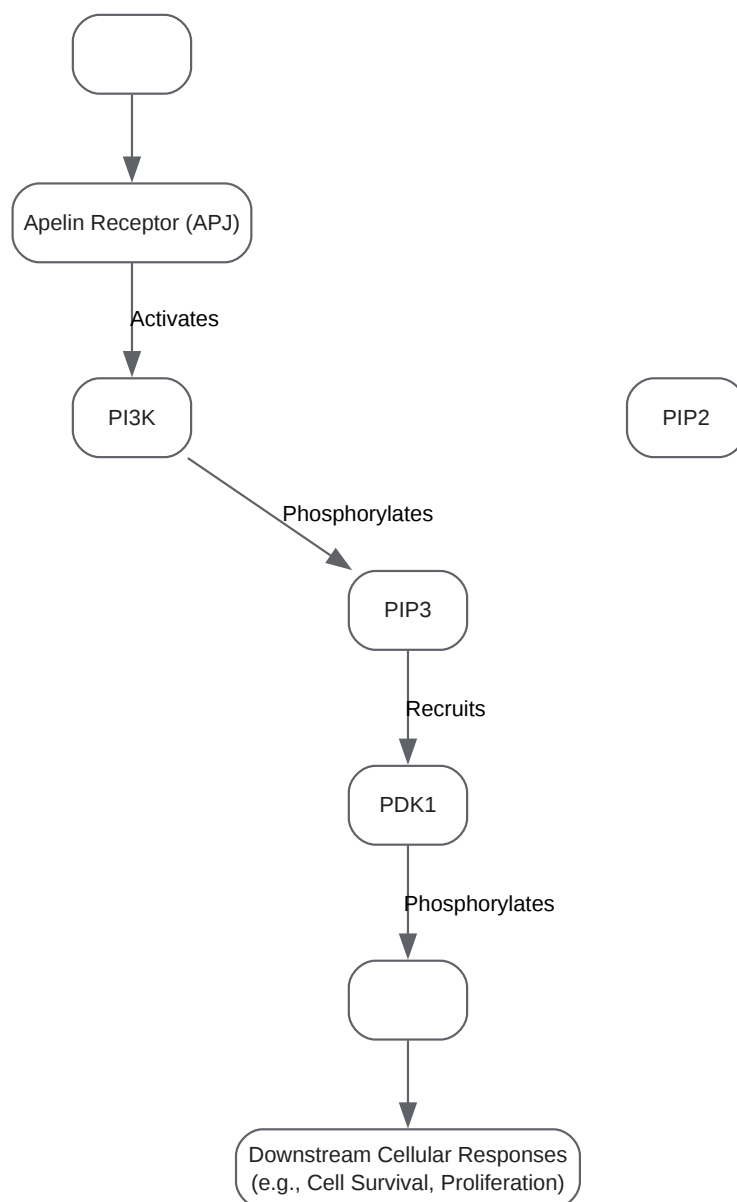 Apelin Receptor (APJ)
Activates
PI3K
PIP2
Phosphorylates
PIP3
Recruits
PDK1
Phosphorylates
Downstream Cellular Responses
(e.g., Cell Survival, Proliferation)